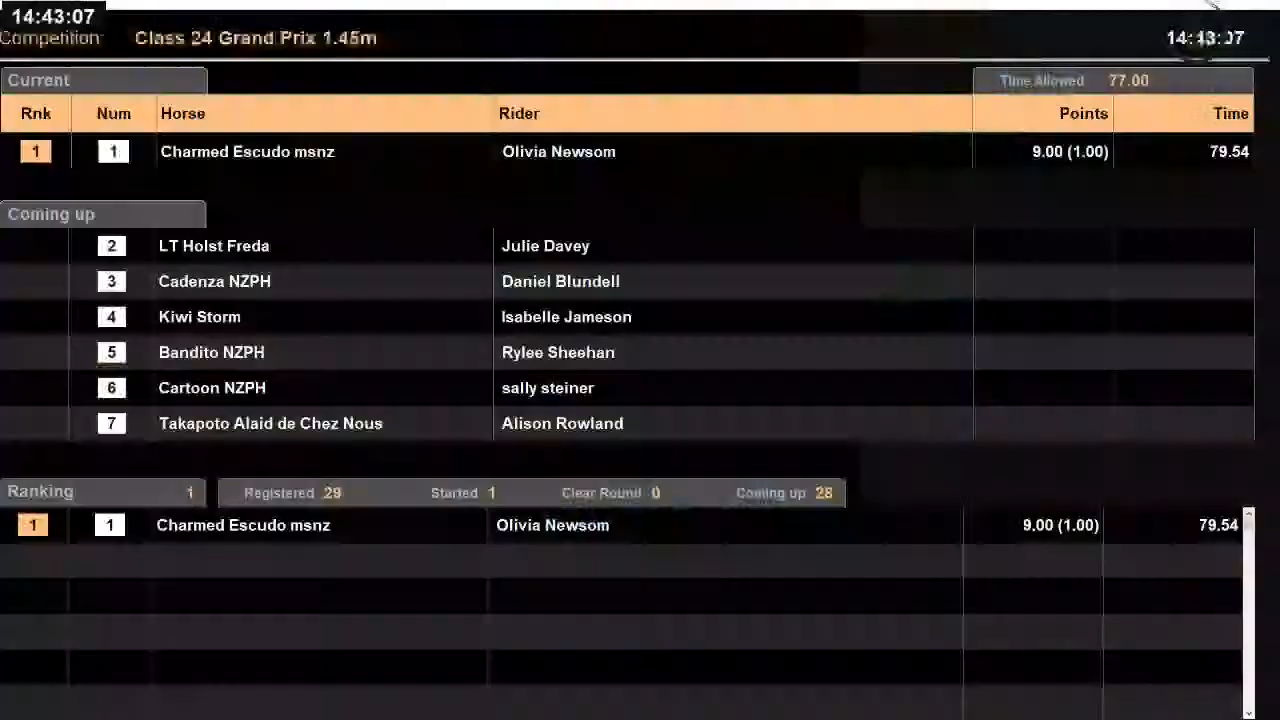 14:43:07
Competition Class 24 Grand Prix 1.45m 14:43:07
Current Time Allowed 77.00
Rnk Num Horse Rider Points Time
1 1 Charmed Escudo msnz Olivia Newsom 9.00 (1.00) 79.54
Coming up
2 LT Holst Freda Julie Davey
3 Cadenza NZPH Daniel Blundell
4 Kiwi Storm Isabelle Jameson
5 Bandito NZPH Rylee Sheehan
6 Cartoon NZPH sally steiner
7 Takapoto Alaid de Chez Nous Alison Rowland
Ranking 1 Registered 29 Started 1 Clear Round 0 Coming up 28
1 1 Charmed Escudo msnz Olivia Newsom 9.00 (1.00) 79.54